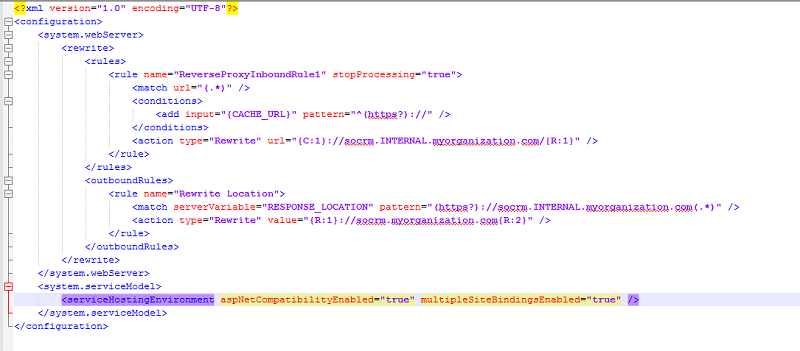 <?xml version="1.0" encoding="UTF-8"?>
<configuration>
<system.webServer>
<rewrite>
<rules>
<rule name="ReverseProxyInboundRule1" stopProcessing="true">
<match url="(.*)" />
<conditions>
<add input="{CACHE_URL}" pattern="^(https?)://" />
</conditions>
<action type="Rewrite" url="{C:1}://socrm.INTERNAL.myorganization.com/{R:1}" />
</rule>
</rules>
<outboundRules>
<rule name="Rewrite Location">
<match serverVariable="RESPONSE_LOCATION" pattern="(https?)://socrm.INTERNAL.myorganization.com(.*)" />
<action type="Rewrite" value="{R:1}://socrm.myorganization.com{R:2}" />
</rule>
</outboundRules>
</rewrite>
</system.webServer>
<system.serviceModel>
<serviceHostingEnvironment aspNetCompatibilityEnabled="true" multipleSiteBindingsEnabled="true" />
</system.serviceModel>
</configuration>